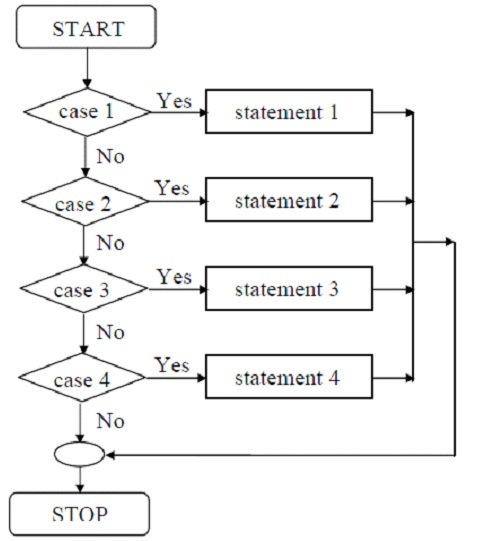 START
case 1
Yes
statement 1
No
case 2
Yes
statement 2
No
case 3
Yes
statement 3
No
case 4
Yes
statement 4
No
STOP